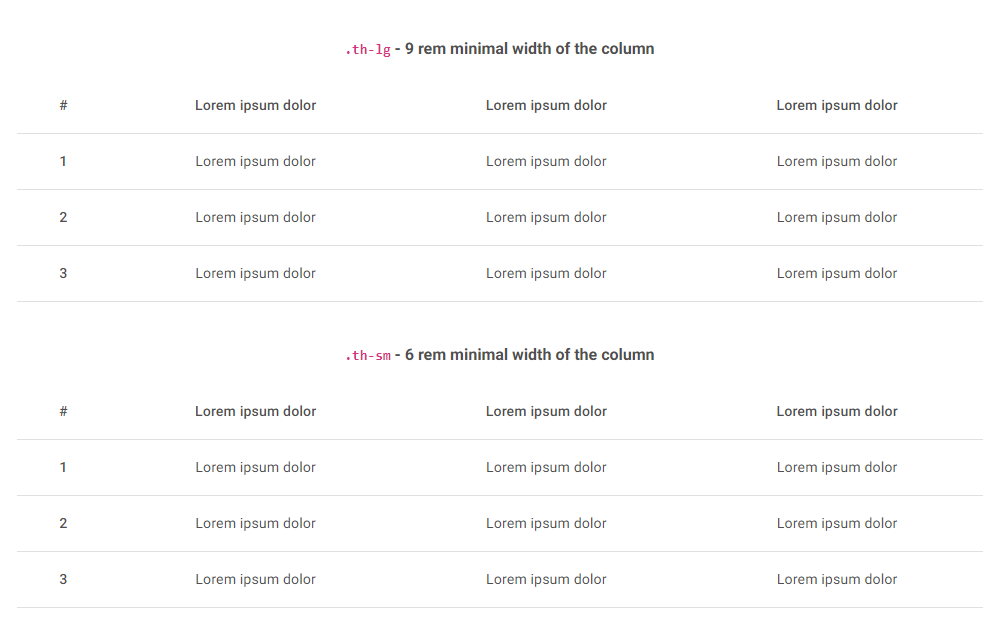 .th-lg - 9 rem minimal width of the column
# Lorem ipsum dolor Lorem ipsum dolor Lorem ipsum dolor
1 Lorem ipsum dolor Lorem ipsum dolor Lorem ipsum dolor
2 Lorem ipsum dolor Lorem ipsum dolor Lorem ipsum dolor
3 Lorem ipsum dolor Lorem ipsum dolor Lorem ipsum dolor
.th-sm - 6 rem minimal width of the column
# Lorem ipsum dolor Lorem ipsum dolor Lorem ipsum dolor
1 Lorem ipsum dolor Lorem ipsum dolor Lorem ipsum dolor
2 Lorem ipsum dolor Lorem ipsum dolor Lorem ipsum dolor
3 Lorem ipsum dolor Lorem ipsum dolor Lorem ipsum dolor